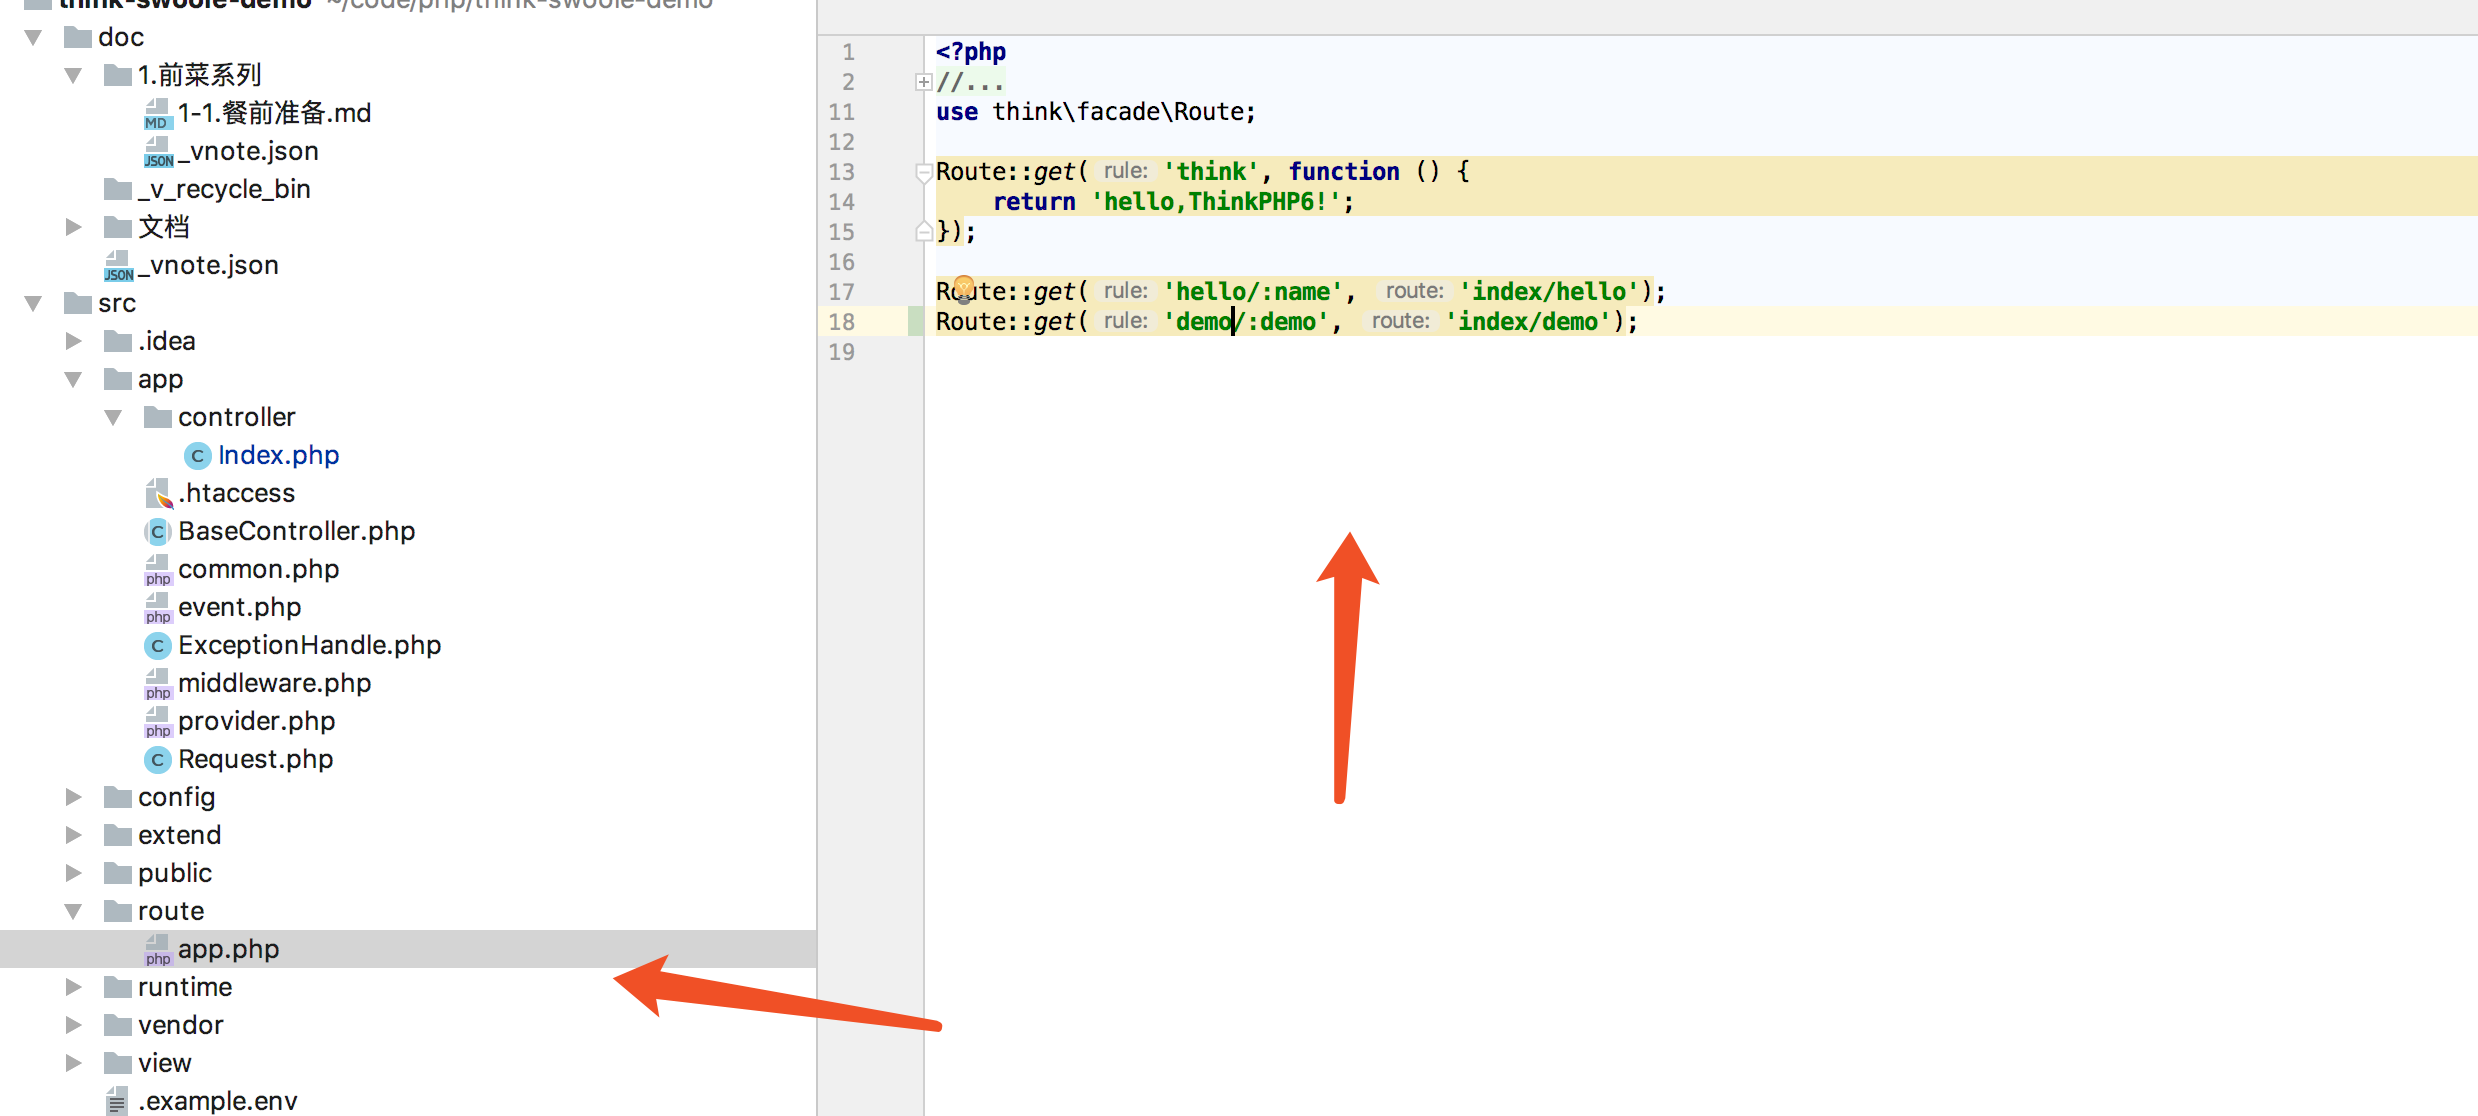 think-swoole-demo ~/code/php/think-swoole-demo
doc
1.前菜系列
MD 1-1.餐前准备.md
JSON _vnote.json
_v_recycle_bin
文档
JSON _vnote.json
src
.idea
app
controller
C Index.php
.htaccess
C BaseController.php
php common.php
php event.php
C ExceptionHandle.php
php middleware.php
php provider.php
C Request.php
config
extend
public
route
php app.php
runtime
vendor
view
.example.env
1 <?php
2 //...
11 use think\facade\Route;
12
13 Route::get( rule: 'think', function () {
14 return 'hello,ThinkPHP6!';
15 });
16
17 Route::get( rule: 'hello/:name', route: 'index/hello');
18 Route::get( rule: 'demo/:demo', route: 'index/demo');
19